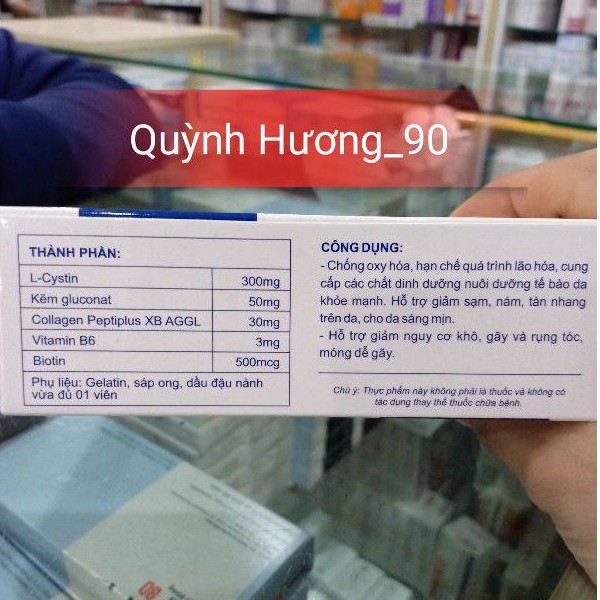 Quỳnh Hương_90
THÀNH PHẦN:
L-Cystin 300mg
Kẽm gluconat 50mg
Collagen Peptiplus XB AGGL 30mg
Vitamin B6 3mg
Biotin 500mcg
Phụ liệu: Gelatin, sáp ong, dầu đậu nành
vừa đủ 01 viên
CÔNG DỤNG:
- Chống oxy hóa, hạn chế quá trình lão hóa, cung
cấp các chất dinh dưỡng nuôi dưỡng tế bào da
khỏe mạnh. Hỗ trợ giảm sạm, nám, tàn nhang
trên da, cho da sáng mịn.
- Hỗ trợ giảm nguy cơ khô, gãy và rụng tóc,
móng dễ gãy.
Chú ý: Thực phẩm này không phải là thuốc và không có
tác dụng thay thế thuốc chữa bệnh.
80